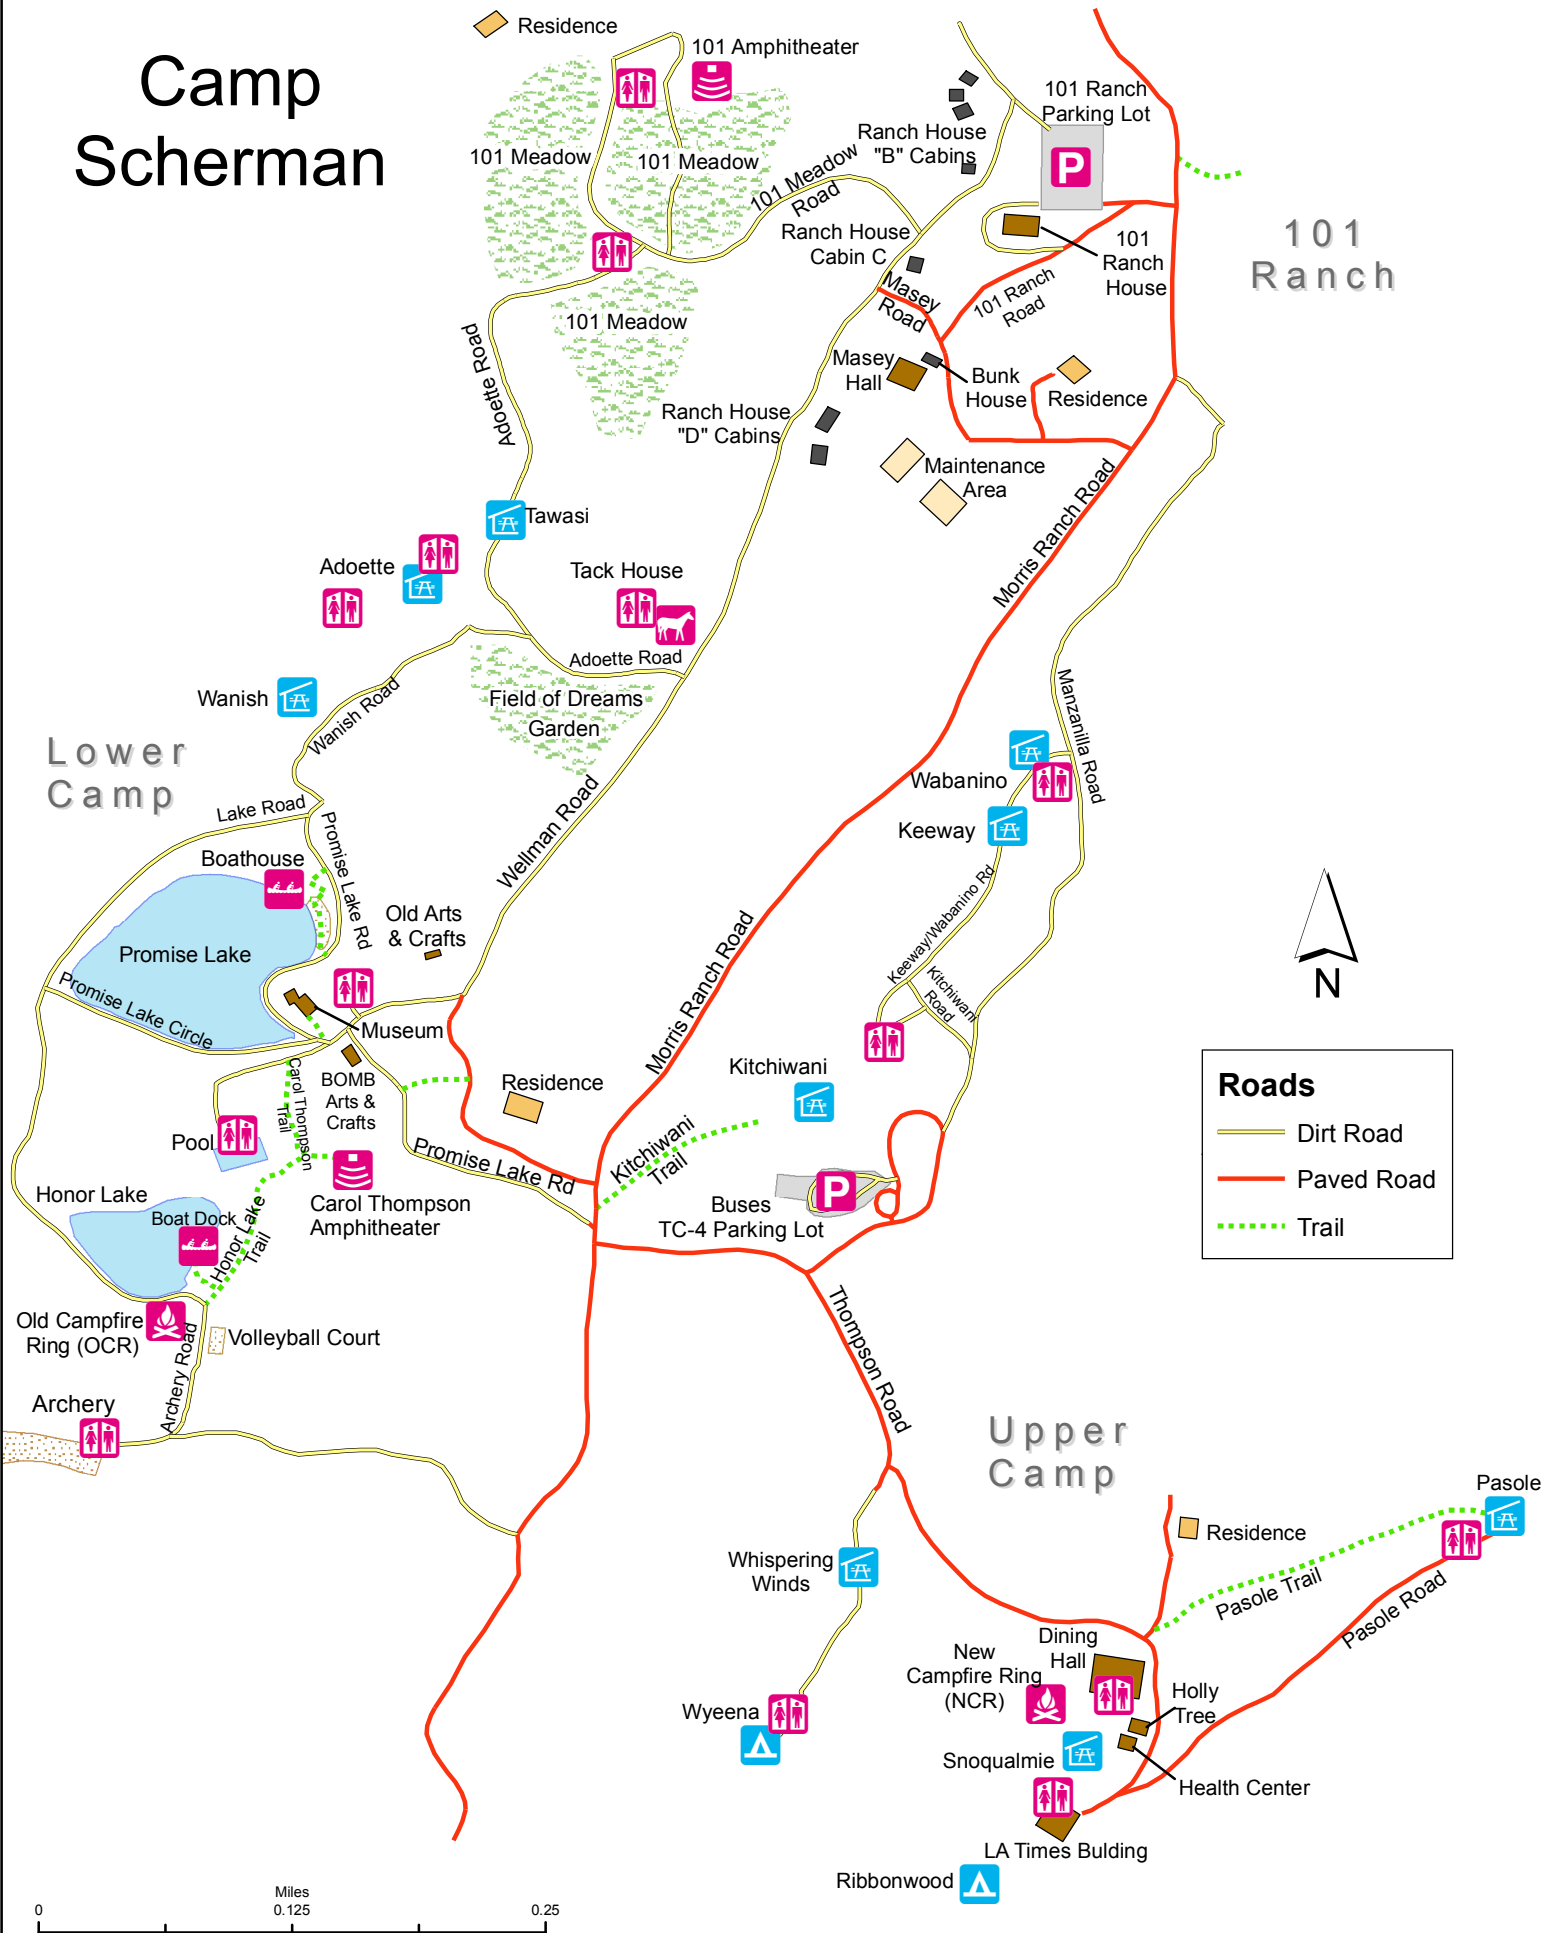 Camp
Scherman
Residence
101 Amphitheater
101 Meadow
101 Meadow
101 Meadow
Road
Ranch House
"B" Cabins
101 Ranch
Parking Lot
P
Ranch House
Cabin C
101
Ranch
House
101
Ranch
Masey
Road
101 Ranch
Road
101 Meadow
Adoette Road
Masey
Hall
Bunk
House
Residence
Ranch House
"D" Cabins
Maintenance
Area
Morris Ranch Road
Tawasi
Adoette
Tack House
Adoette Road
Wanish
Wanish Road
Field of Dreams
Garden
Manzanilla Road
Lower
Camp
Wabanino
Keeway
Lake Road
Promise Lake Rd
Wellman Road
Boathouse
Old Arts
& Crafts
Keeway/Wabanino Rd
Promise Lake
Promise Lake Circle
Morris Ranch Road
Kitchiwani
Road
N
Museum
BOMB
Arts &
Crafts
Carol Thompson
Trail
Residence
Kitchiwani
Kitchiwani
Trail
Roads
Dirt Road
Paved Road
Trail
Pool
Promise Lake Rd
Honor Lake
Boat Dock
Honor Lake
Trail
Carol Thompson
Amphitheater
Buses
TC-4 Parking Lot
P
Old Campfire
Ring (OCR)
Volleyball Court
Archery Road
Archery
Thompson Road
Upper
Camp
Pasole
Residence
Pasole Trail
Pasole Road
Whispering
Winds
Dining
Hall
New
Campfire Ring
(NCR)
Holly
Tree
Wyeena
Snoqualmie
Health Center
LA Times Bulding
Ribbonwood
Miles
0 0.125 0.25